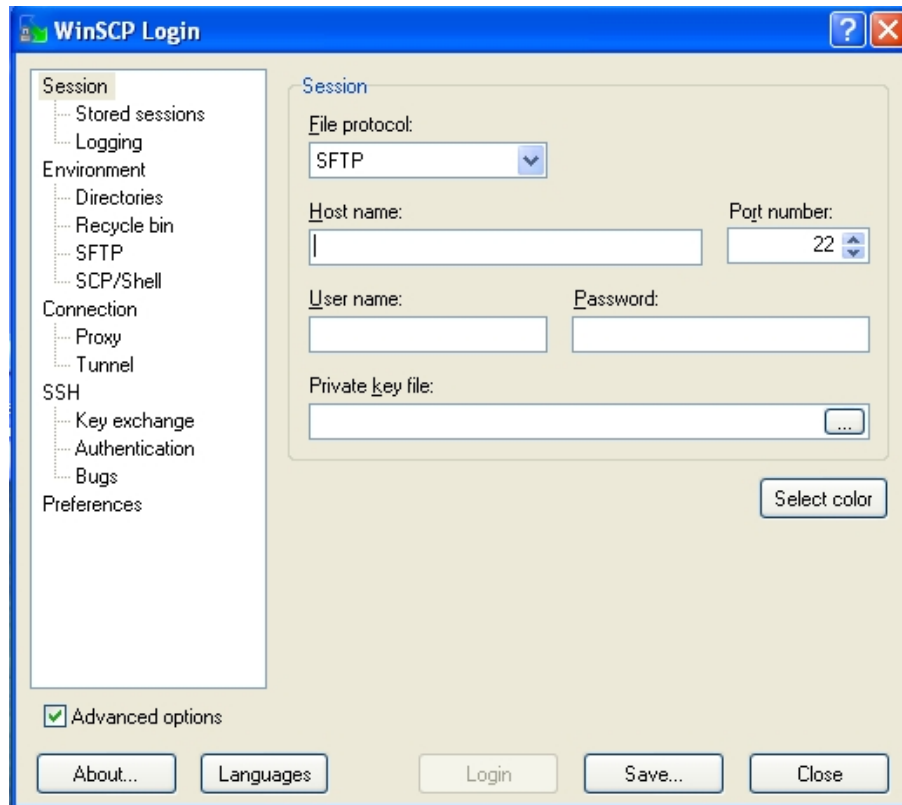 WinSCP Login
Session
Stored sessions
Logging
Environment
Directories
Recycle bin
SFTP
SCP/Shell
Connection
Proxy
Tunnel
SSH
Key exchange
Authentication
Bugs
Preferences
Session
File protocol:
SFTP
Host name: Port number:
22
User name: Password:
Private key file:
...
Select color
Advanced options
About... Languages Login Save... Close